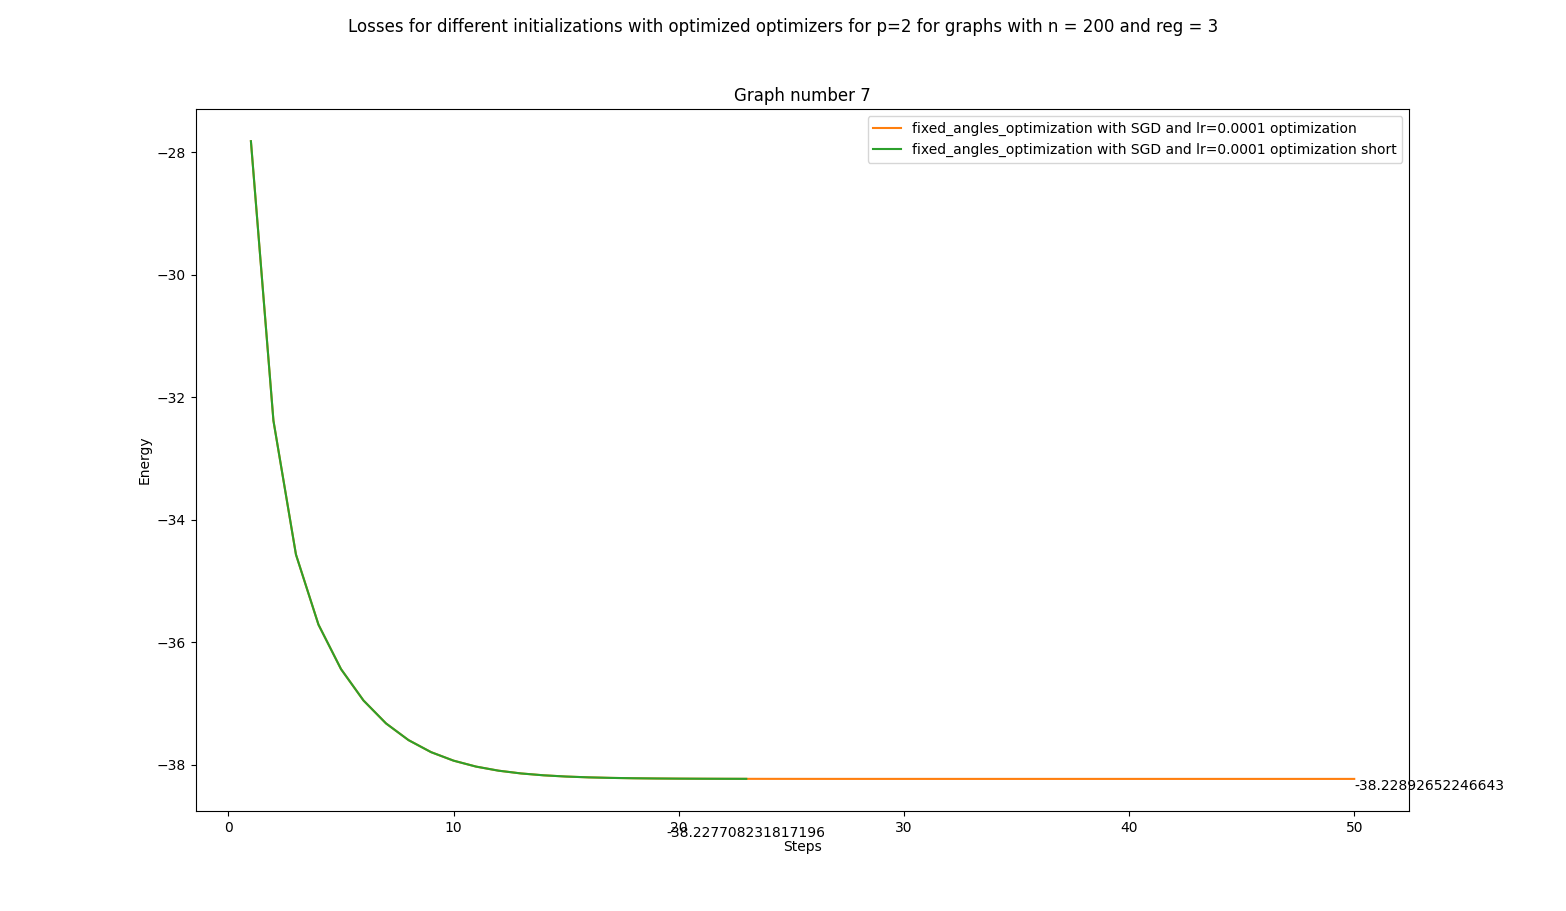 Losses for different initializations with optimized optimizers for p=2 for graphs with n = 200 and reg = 3
Graph number 7
fixed_angles_optimization with SGD and lr=0.0001 optimization
fixed_angles_optimization with SGD and lr=0.0001 optimization short
−28
−30
−32
−34
−36
−38
Energy
-38.22892652246643
0
10
20
30
40
50
-38.227708231817196
Steps